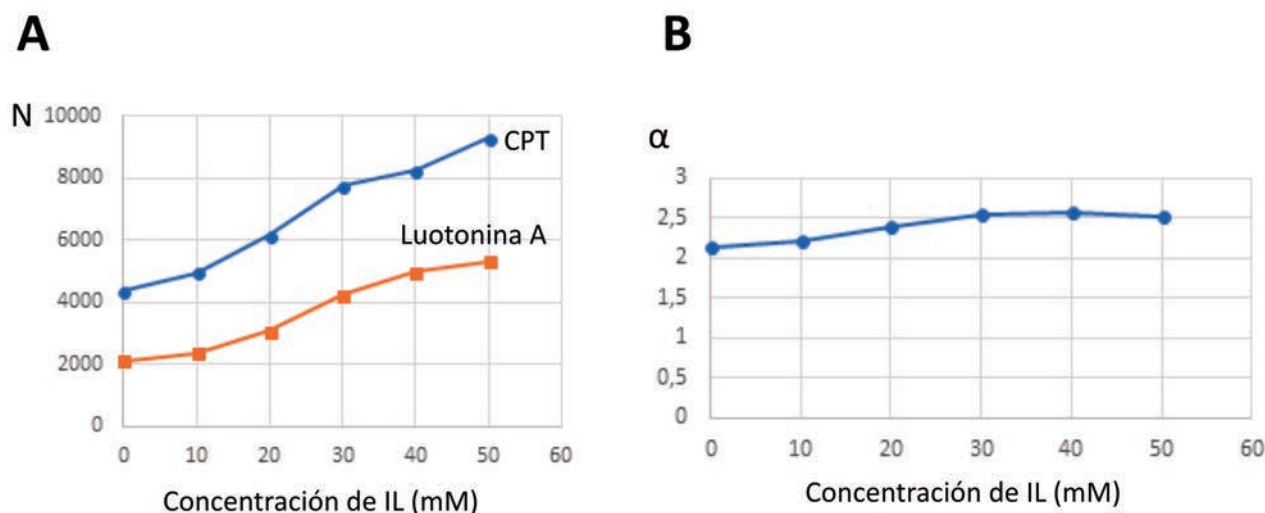 A
N
10000
8000
6000
4000
2000
0
CPT
Luotonina A
0 10 20 30 40 50 60
Concentración de IL (mM)
B
α
3
2,5
2
1,5
1
0,5
0
0 10 20 30 40 50 60
Concentración de IL (mM)